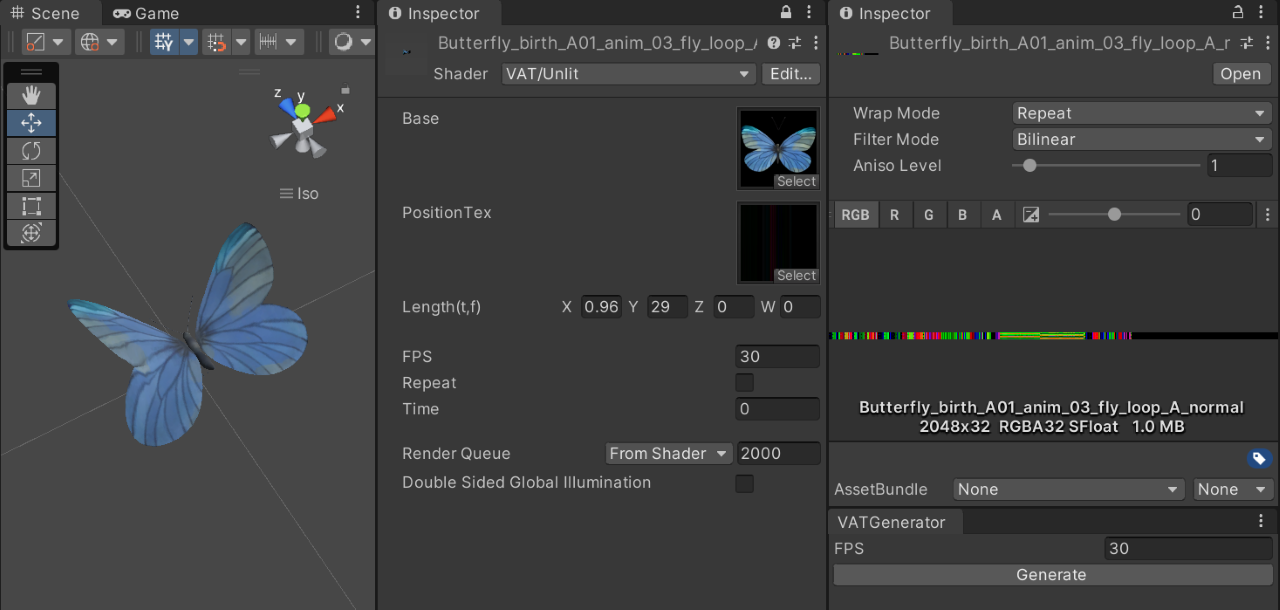 Scene
Game
Y
z
y
x
Iso
Inspector
Butterfly_birth_A01_anim_03_fly_loop_
Shader VAT/Unlit Edit...
Base
Select
PositionTex
Select
Length(t,f) X 0.96 Y 29 Z 0 W 0
FPS 30
Repeat
Time 0
Render Queue From Shader 2000
Double Sided Global Illumination
Inspector
Butterfly_birth_A01_anim_03_fly_loop_A_r
Open
Wrap Mode Repeat
Filter Mode Bilinear
Aniso Level 1
RGB R G B A 0
Butterfly_birth_A01_anim_03_fly_loop_A_normal
2048x32 RGBA32 SFloat 1.0 MB
AssetBundle None None
VATGenerator
FPS 30
Generate